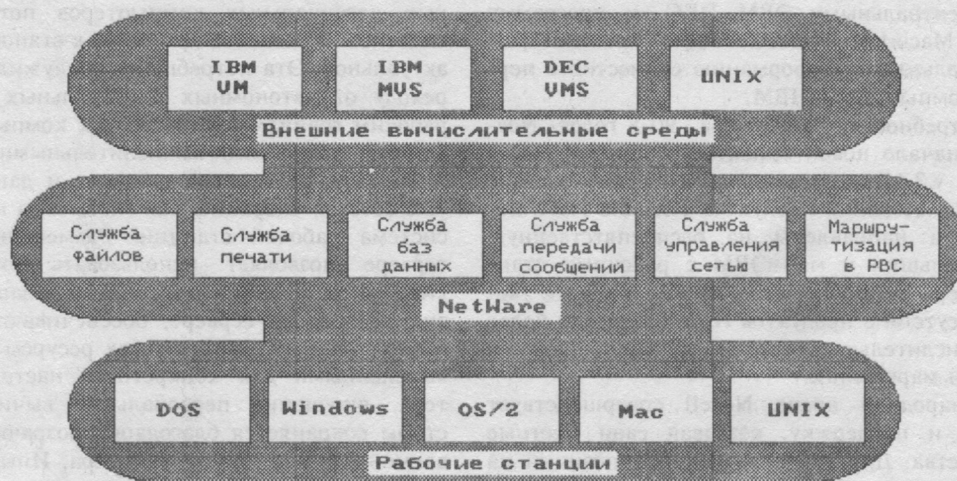 IBM
VM
IBM
MVS
DEC
VMS
UNIX
Внешние вычислительные среды
Служба
файлов
Служба
печати
Служба
баз
данных
Служба
передачи
сообщений
Служба
управления
сетью
Маршру-
тизация
в РВС
NetWare
DOS
Windows
OS/2
Mac
UNIX
Рабочие станции